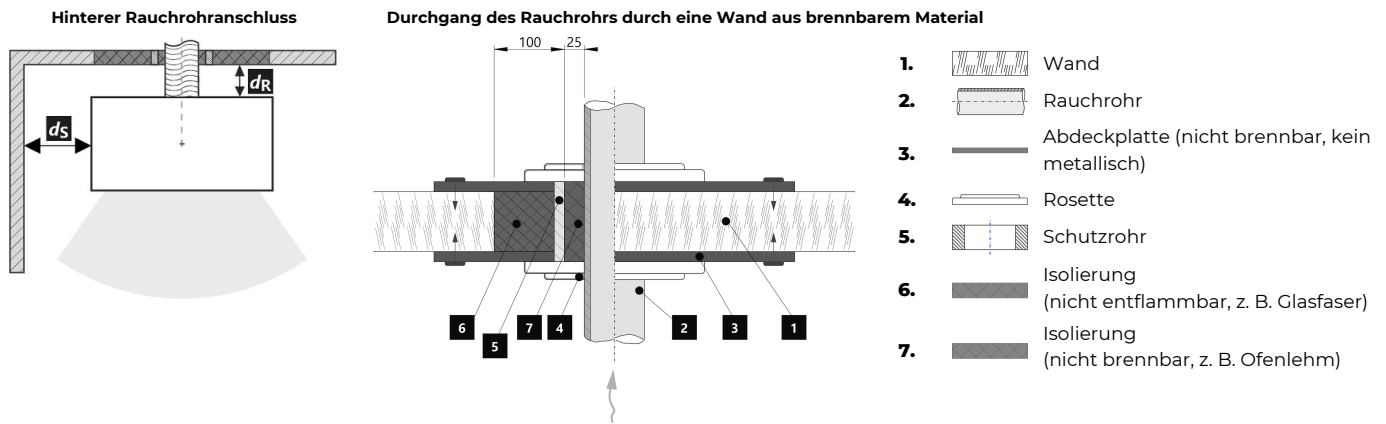 Hinterer Rauchrohranschluss
dR
dS
Durchgang des Rauchrohrs durch eine Wand aus brennbarem Material
100
25
6
5
7
4
2
3
1
1. Wand
2. Rauchrohr
3. Abdeckplatte (nicht brennbar, kein
metallisch)
4. Rosette
5. Schutzrohr
6. Isolierung
(nicht entflammbar, z. B. Glasfaser)
7. Isolierung
(nicht brennbar, z. B. Ofenlehm)